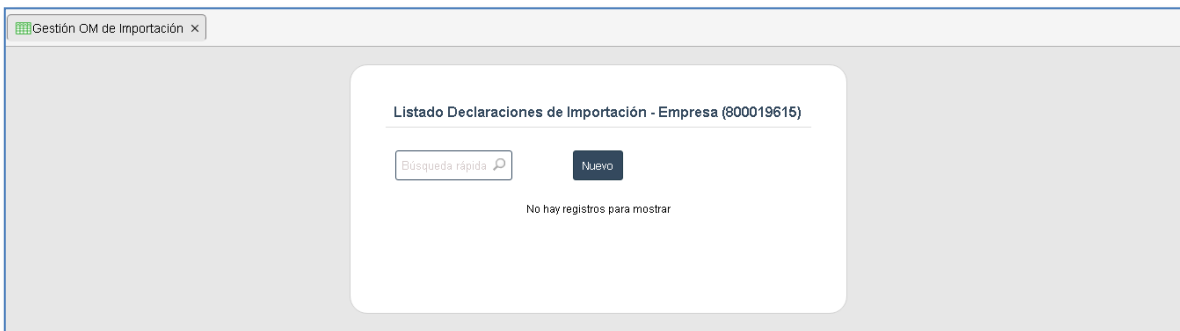 Gestión OM de Importación ×
Listado Declaraciones de Importación - Empresa (800019615)
Búsqueda rápida
Nuevo
No hay registros para mostrar